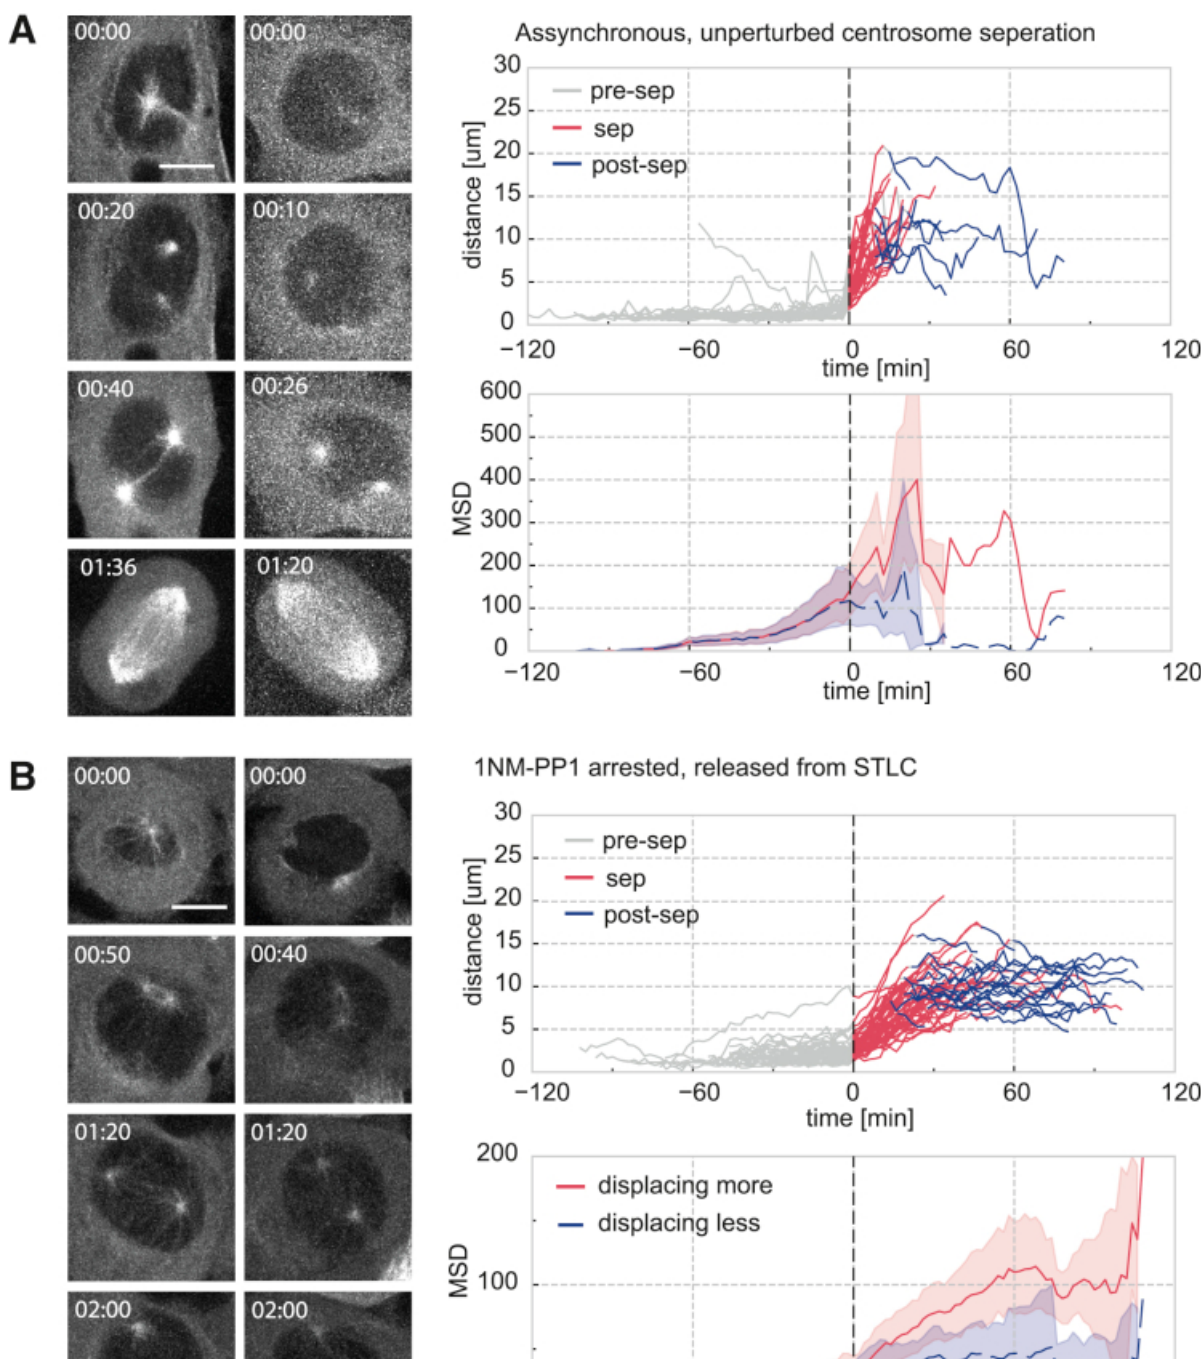 A
00:00
00:00
00:20
00:10
00:40
00:26
01:36
01:20
Assynchronous, unperturbed centrosome seperation
distance [um]
30
25
20
15
10
5
0
pre-sep
sep
post-sep
−120
−60
0
60
120
time [min]
MSD
600
500
400
300
200
100
0
−120
−60
0
60
120
time [min]
B
00:00
00:00
00:50
00:40
01:20
01:20
02:00
02:00
1NM-PP1 arrested, released from STLC
distance [um]
30
25
20
15
10
5
0
pre-sep
sep
post-sep
−120
−60
0
60
120
time [min]
MSD
200
100
displacing more
displacing less